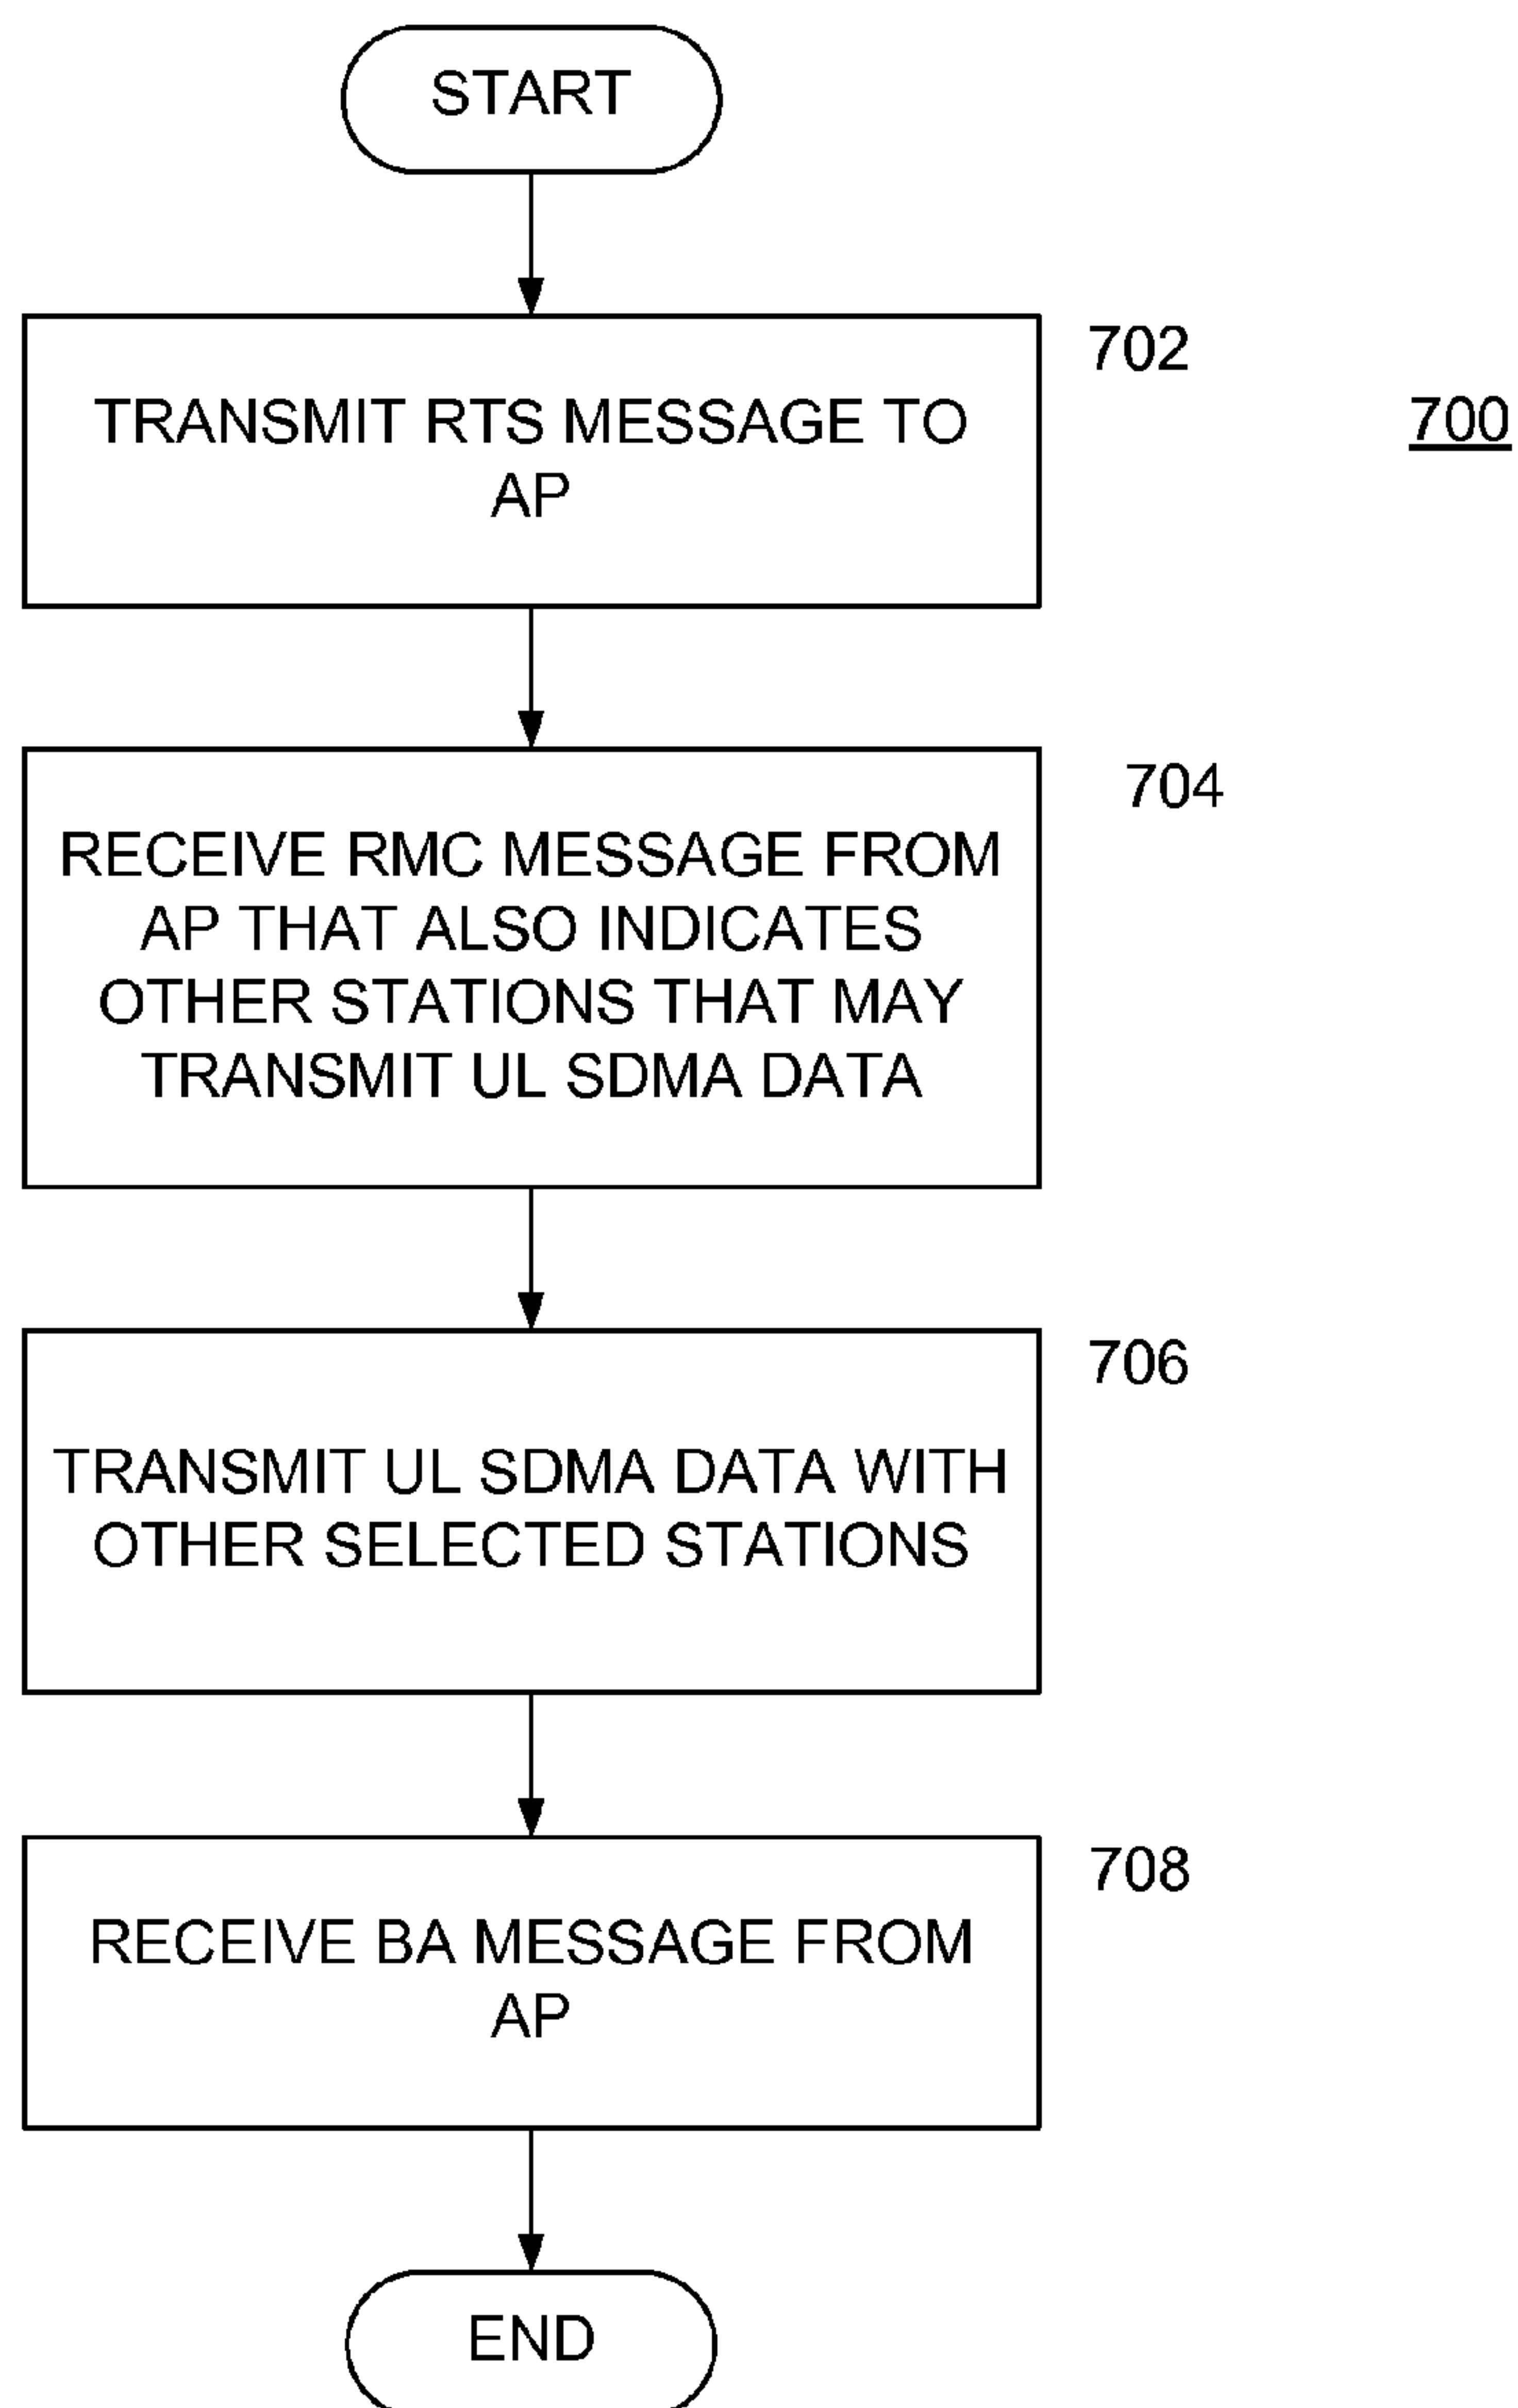 START
702
TRANSMIT RTS MESSAGE TO
AP
700
704
RECEIVE RMC MESSAGE FROM
AP THAT ALSO INDICATES
OTHER STATIONS THAT MAY
TRANSMIT UL SDMA DATA
706
TRANSMIT UL SDMA DATA WITH
OTHER SELECTED STATIONS
708
RECEIVE BA MESSAGE FROM
AP
END